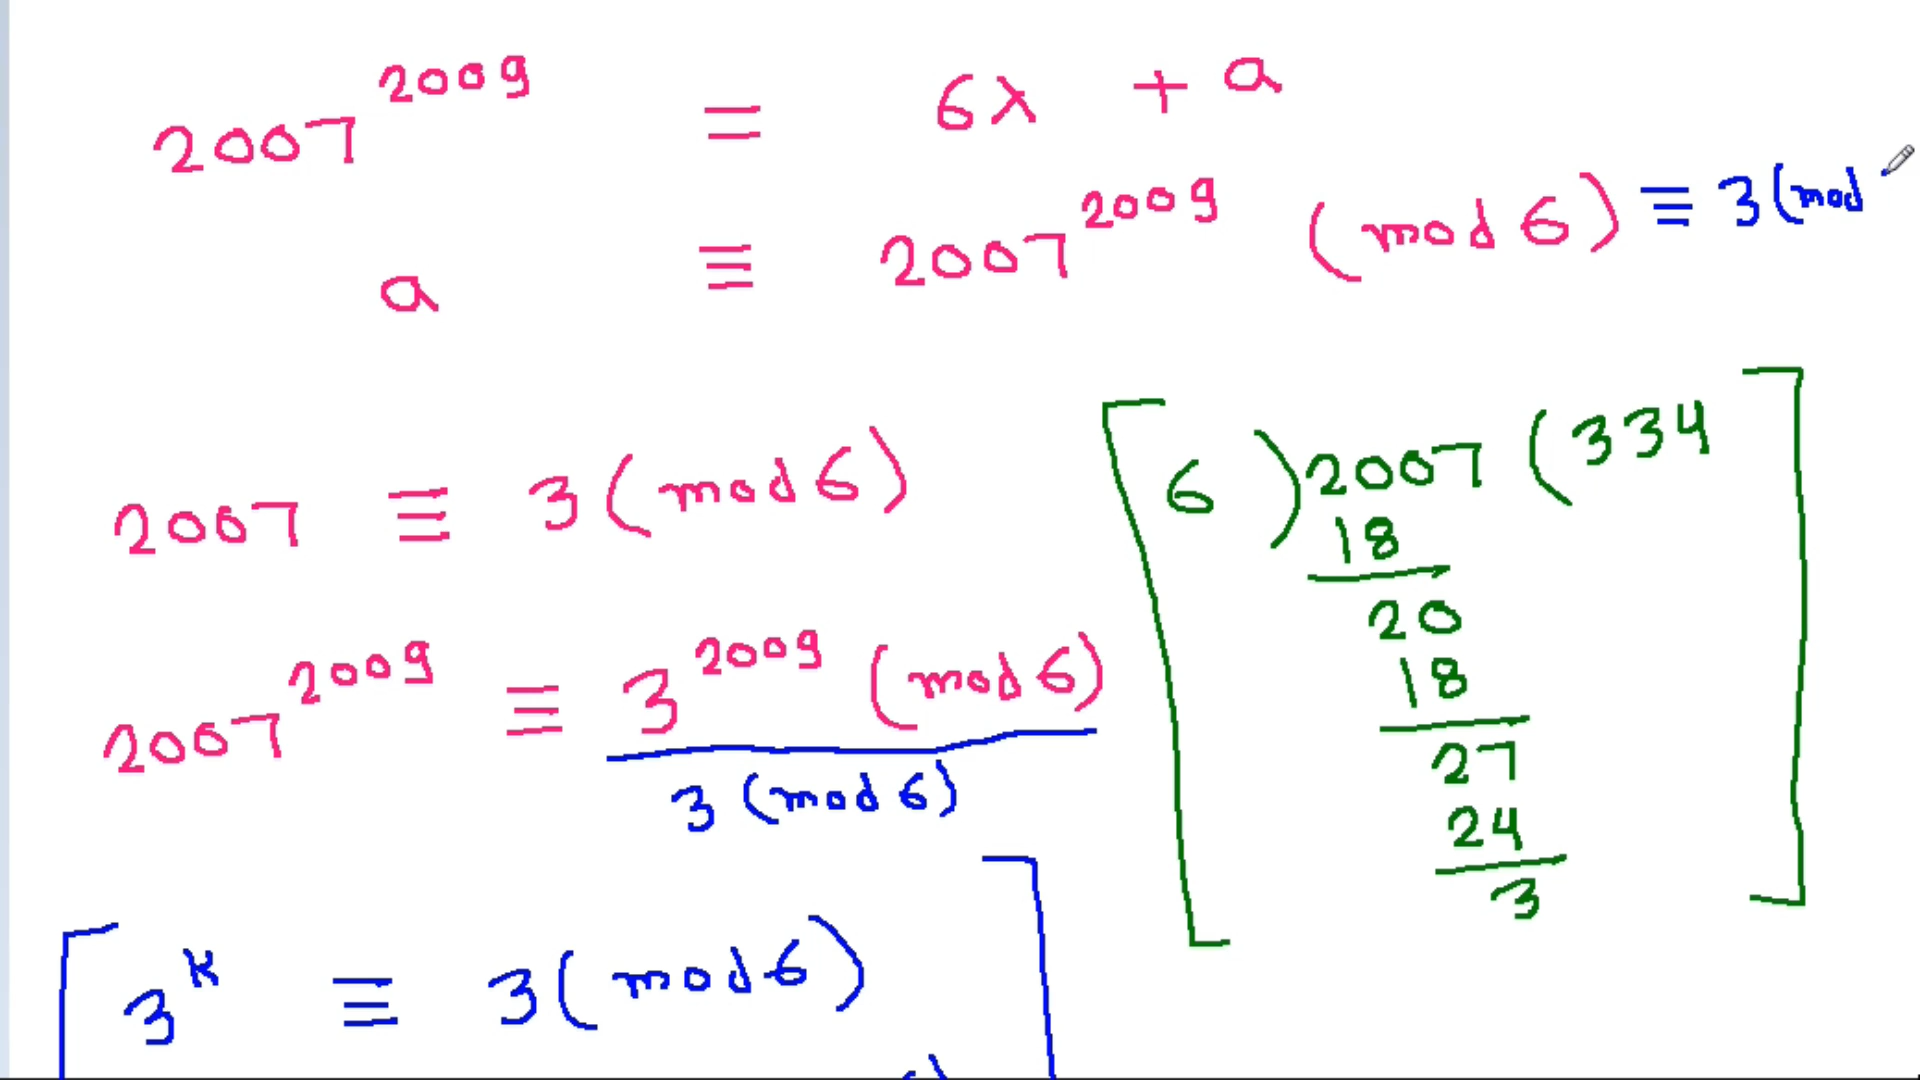 2007^2009 = 6λ + a
a ≡ 2007^2009 (mod 6) ≡ 3 (mod
2007 ≡ 3 (mod 6)
2007^2009 ≡ 3^2009 (mod 6)
3 (mod 6)
3^k ≡ 3 (mod 6)
6 ) 2007 ( 334
18
20
18
27
24
3